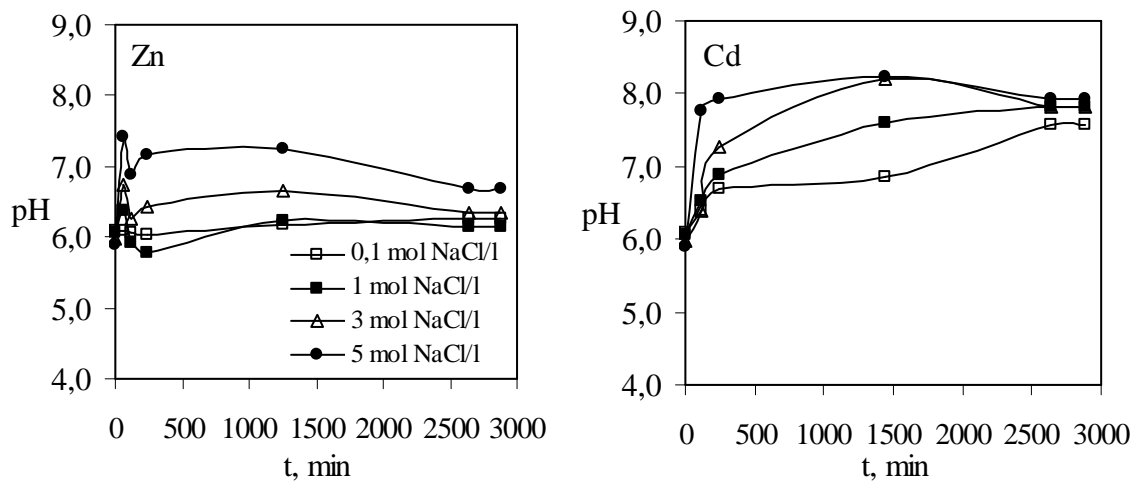 Zn
9,0
8,0
7,0
6,0
5,0
4,0
pH
0,1 mol NaCl/l
1 mol NaCl/l
3 mol NaCl/l
5 mol NaCl/l
0 500 1000 1500 2000 2500 3000
t, min
Cd
9,0
8,0
7,0
6,0
5,0
4,0
pH
0 500 1000 1500 2000 2500 3000
t, min